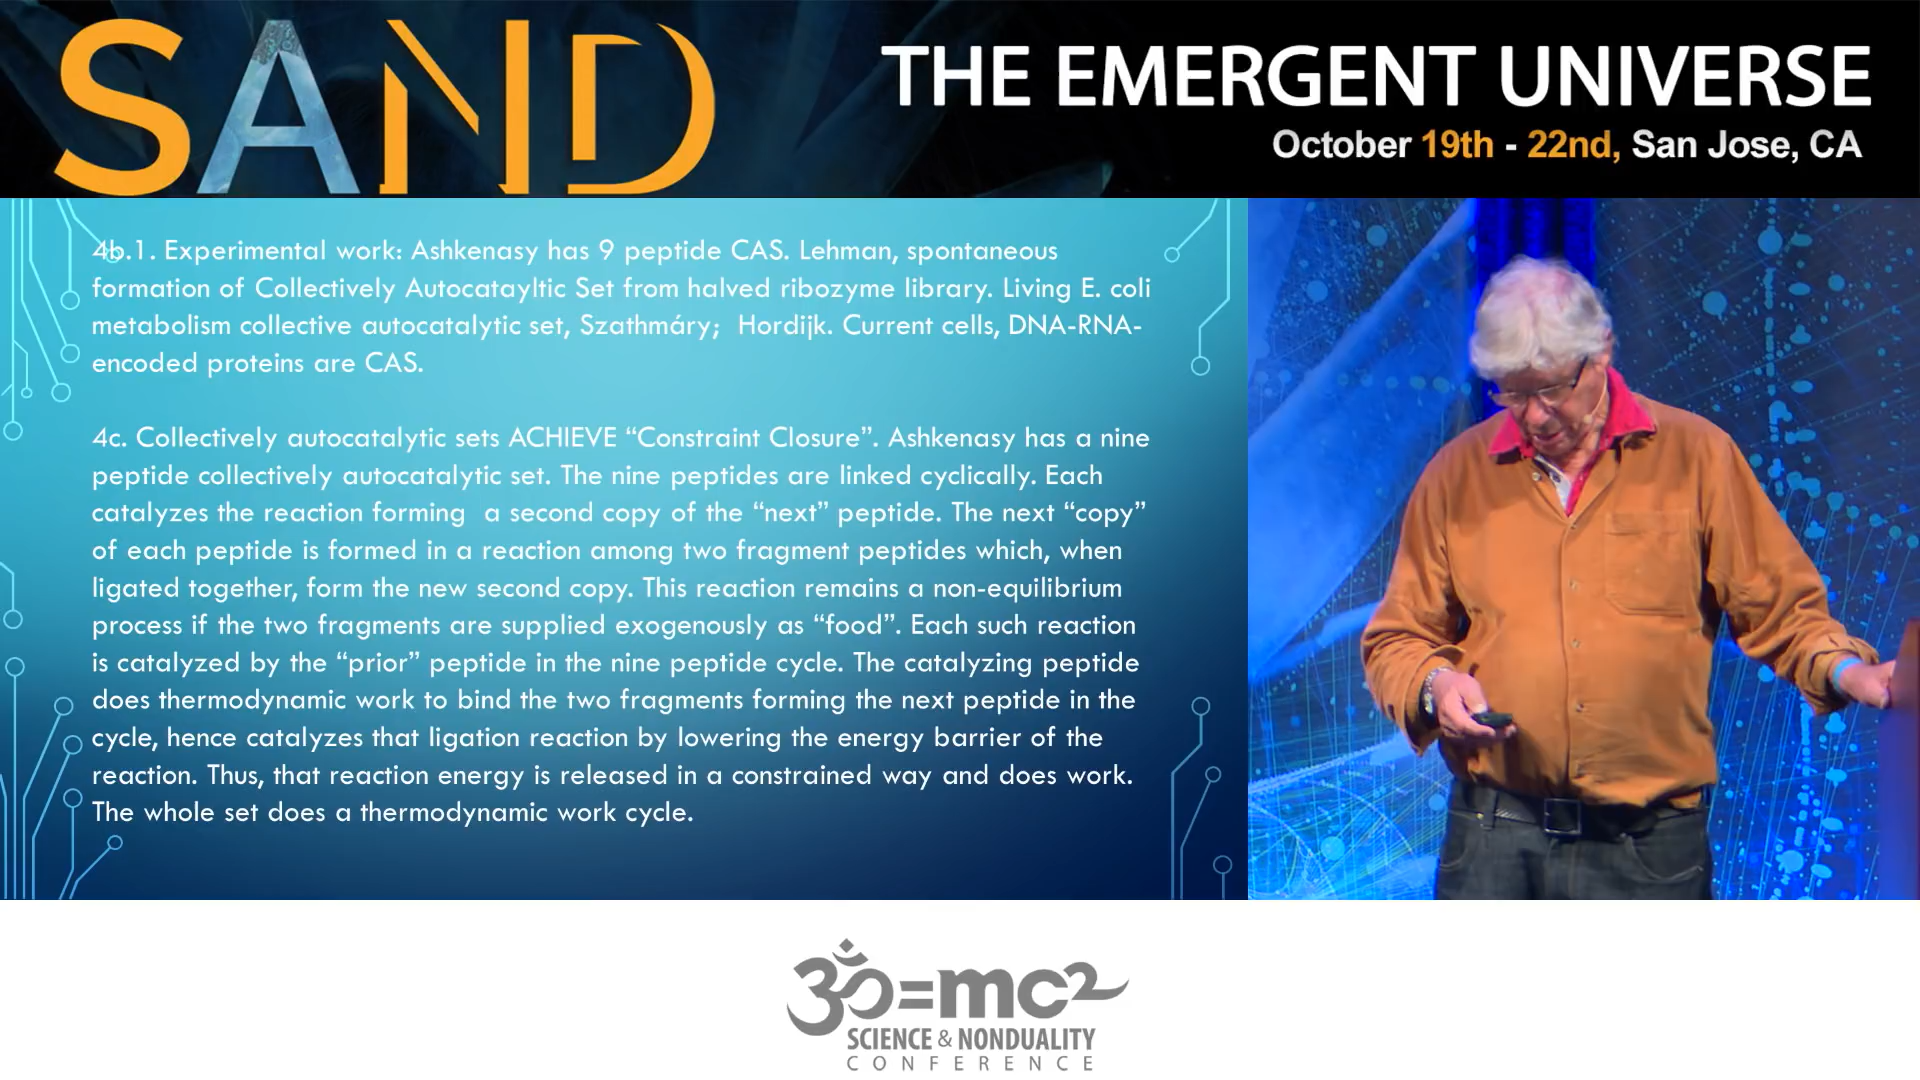 SAND
THE EMERGENT UNIVERSE
October 19th - 22nd, San Jose, CA
4b.1. Experimental work: Ashkenasy has 9 peptide CAS. Lehman, spontaneous
formation of Collectively Autocatayltic Set from halved ribozyme library. Living E. coli
metabolism collective autocatalytic set, Szathmáry;  Hordijk. Current cells, DNA-RNA-
encoded proteins are CAS.
4c. Collectively autocatalytic sets ACHIEVE “Constraint Closure”. Ashkenasy has a nine
peptide collectively autocatalytic set. The nine peptides are linked cyclically. Each
catalyzes the reaction forming  a second copy of the “next” peptide. The next “copy”
of each peptide is formed in a reaction among two fragment peptides which, when
ligated together, form the new second copy. This reaction remains a non-equilibrium
process if the two fragments are supplied exogenously as “food”. Each such reaction
is catalyzed by the “prior” peptide in the nine peptide cycle. The catalyzing peptide
does thermodynamic work to bind the two fragments forming the next peptide in the
cycle, hence catalyzes that ligation reaction by lowering the energy barrier of the
reaction. Thus, that reaction energy is released in a constrained way and does work.
The whole set does a thermodynamic work cycle.
ॐ=mc²
SCIENCE & NONDUALITY
CONFERENCE